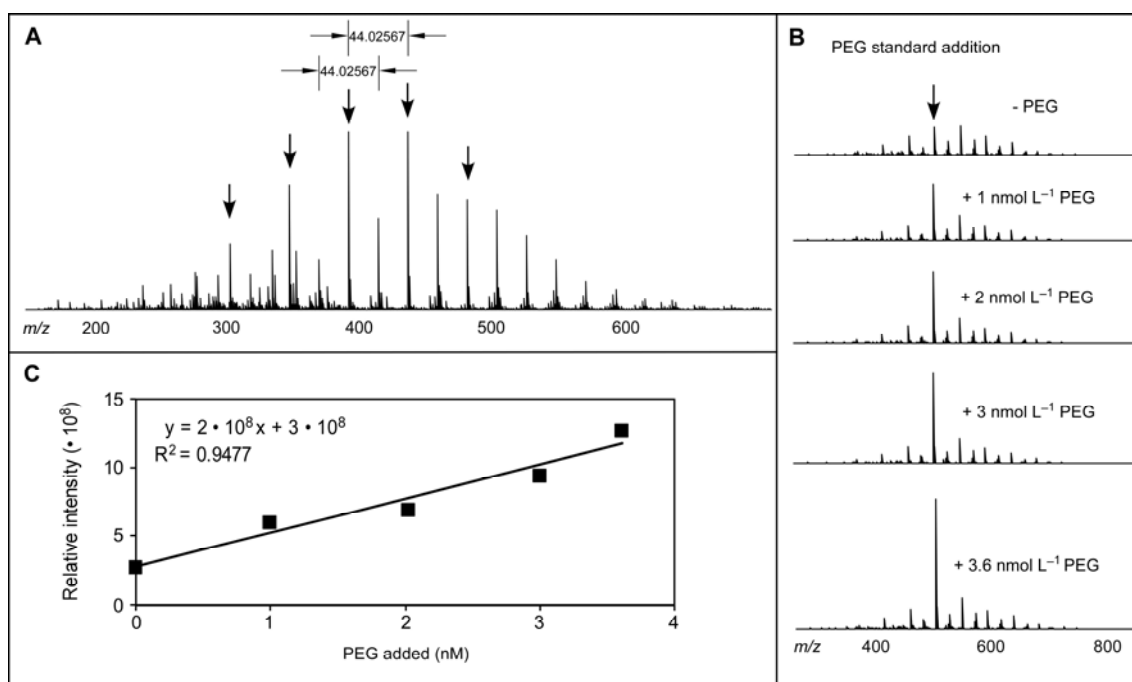 A
44.02567
44.02567
m/z 200 300 400 500 600
B
PEG standard addition
- PEG
+ 1 nmol L⁻¹ PEG
+ 2 nmol L⁻¹ PEG
+ 3 nmol L⁻¹ PEG
+ 3.6 nmol L⁻¹ PEG
m/z 400 600 800
C
Relative intensity (• 10⁸)
15
10
5
0
y = 2 • 10⁸ x + 3 • 10⁸
R² = 0.9477
0 1 2 3 4
PEG added (nM)